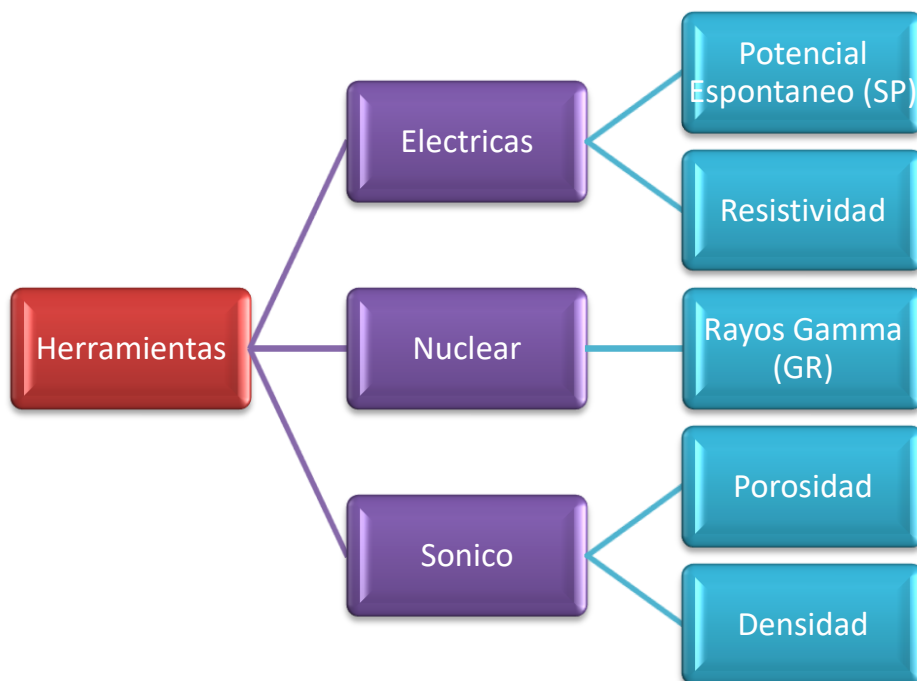 Herramientas
Electricas
Potencial
Espontaneo (SP)
Resistividad
Nuclear
Rayos Gamma
(GR)
Sonico
Porosidad
Densidad